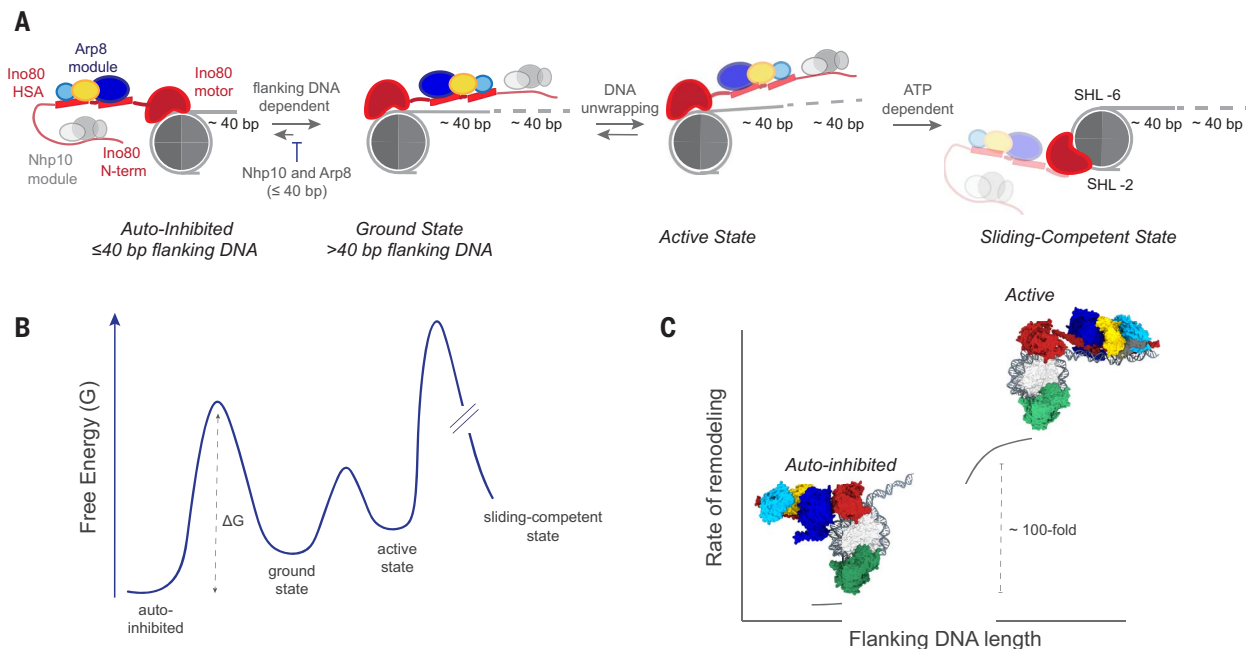 A
Arp8
module
Ino80
HSA
Ino80
motor
~ 40 bp
Nhp10
module
Ino80
N-term
flanking DNA
dependent
Nhp10 and Arp8
(≤ 40 bp)
~ 40 bp
~ 40 bp
DNA
unwrapping
~ 40 bp
~ 40 bp
ATP
dependent
SHL -6
~ 40 bp
~ 40 bp
SHL -2
Auto-Inhibited
≤40 bp flanking DNA
Ground State
>40 bp flanking DNA
Active State
Sliding-Competent State
B
Free Energy (G)
ΔG
auto-
inhibited
ground
state
active
state
sliding-competent
state
C
Rate of remodeling
Auto-inhibited
Active
~ 100-fold
Flanking DNA length